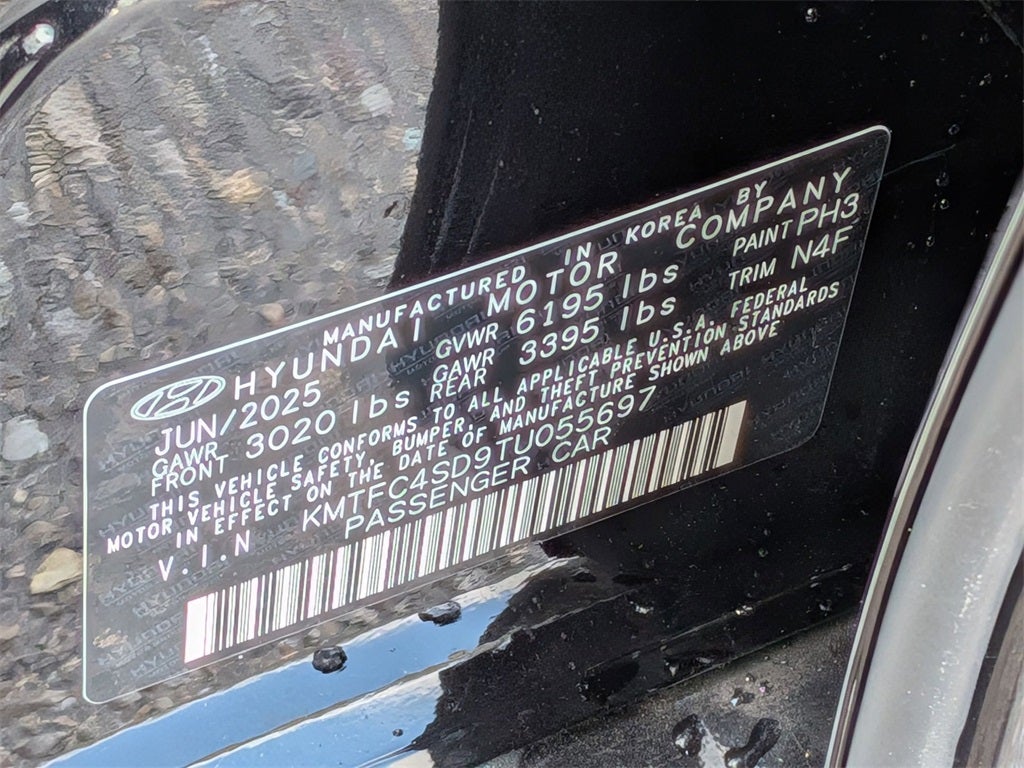 MANUFACTURED IN KOREA BY
HYUNDAI MOTOR COMPANY
JUN/2025 GVWR 6195 lbs PAINT PH3
GAWR FRONT 3020 lbs GAWR REAR 3395 lbs TRIM N4F
THIS VEHICLE CONFORMS TO ALL APPLICABLE U.S.A. FEDERAL
MOTOR VEHICLE SAFETY, BUMPER, AND THEFT PREVENTION STANDARDS
IN EFFECT ON THE DATE OF MANUFACTURE SHOWN ABOVE
V.I.N KMTFC4SD9TU055697
PASSENGER CAR